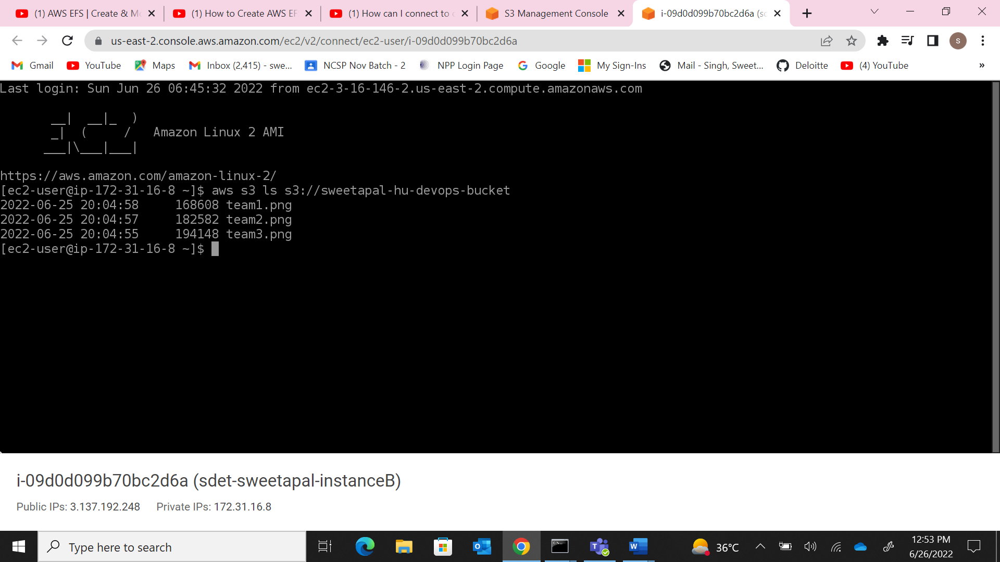 (1) AWS EFS | Create & Mo
(1) How to Create AWS EF
(1) How can I connect to
S3 Management Console
i-09d0d099b70bc2d6a (sd
us-east-2.console.aws.amazon.com/ec2/v2/connect/ec2-user/i-09d0d099b70bc2d6a
s
Gmail
YouTube
Maps
Inbox (2,415) - swe...
NCSP Nov Batch - 2
NPP Login Page
Google
My Sign-Ins
Mail - Singh, Sweet...
Deloitte
(4) YouTube
»
Last login: Sun Jun 26 06:45:32 2022 from ec2-3-16-146-2.us-east-2.compute.amazonaws.com
__|  __|_  )
_|  (     /   Amazon Linux 2 AMI
___|\___|___|
https://aws.amazon.com/amazon-linux-2/
[ec2-user@ip-172-31-16-8 ~]$ aws s3 ls s3://sweetapal-hu-devops-bucket
2022-06-25 20:04:58     168608 team1.png
2022-06-25 20:04:57     182582 team2.png
2022-06-25 20:04:55     194148 team3.png
[ec2-user@ip-172-31-16-8 ~]$
i-09d0d099b70bc2d6a (sdet-sweetapal-instanceB)
Public IPs: 3.137.192.248 Private IPs: 172.31.16.8
Type here to search
36°C
12:53 PM
6/26/2022